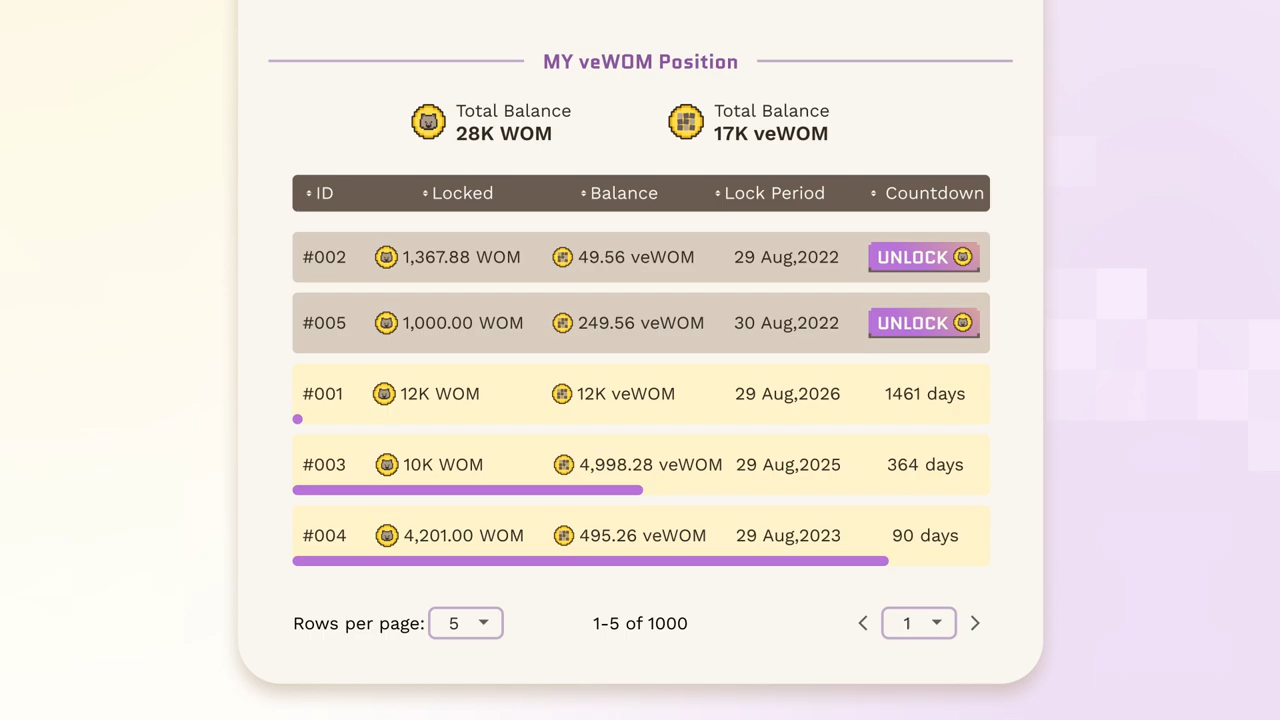 MY veWOM Position
Total Balance
28K WOM
Total Balance
17K veWOM
ID Locked Balance Lock Period Countdown
#002 1,367.88 WOM 49.56 veWOM 29 Aug,2022 UNLOCK
#005 1,000.00 WOM 249.56 veWOM 30 Aug,2022 UNLOCK
#001 12K WOM 12K veWOM 29 Aug,2026 1461 days
#003 10K WOM 4,998.28 veWOM 29 Aug,2025 364 days
#004 4,201.00 WOM 495.26 veWOM 29 Aug,2023 90 days
Rows per page: 5 1-5 of 1000 1